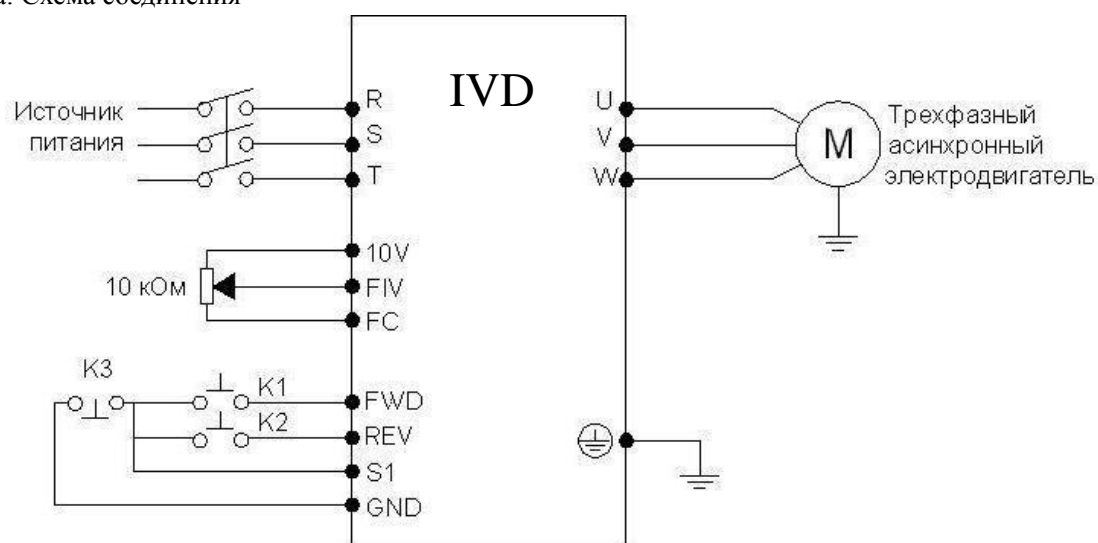 а. Схема соединения
IVD
Источник
питания
R
S
T
U
V
W
M
Трехфазный
асинхронный
электродвигатель
10V
10 кОм
FIV
FC
K3
K1
K2
FWD
REV
S1
GND